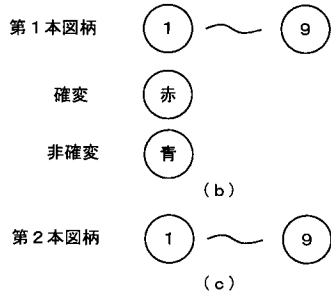 第１本図柄 1 〜 9
確変 赤
非確変 青
(b)
第２本図柄 1 〜 9
(c)